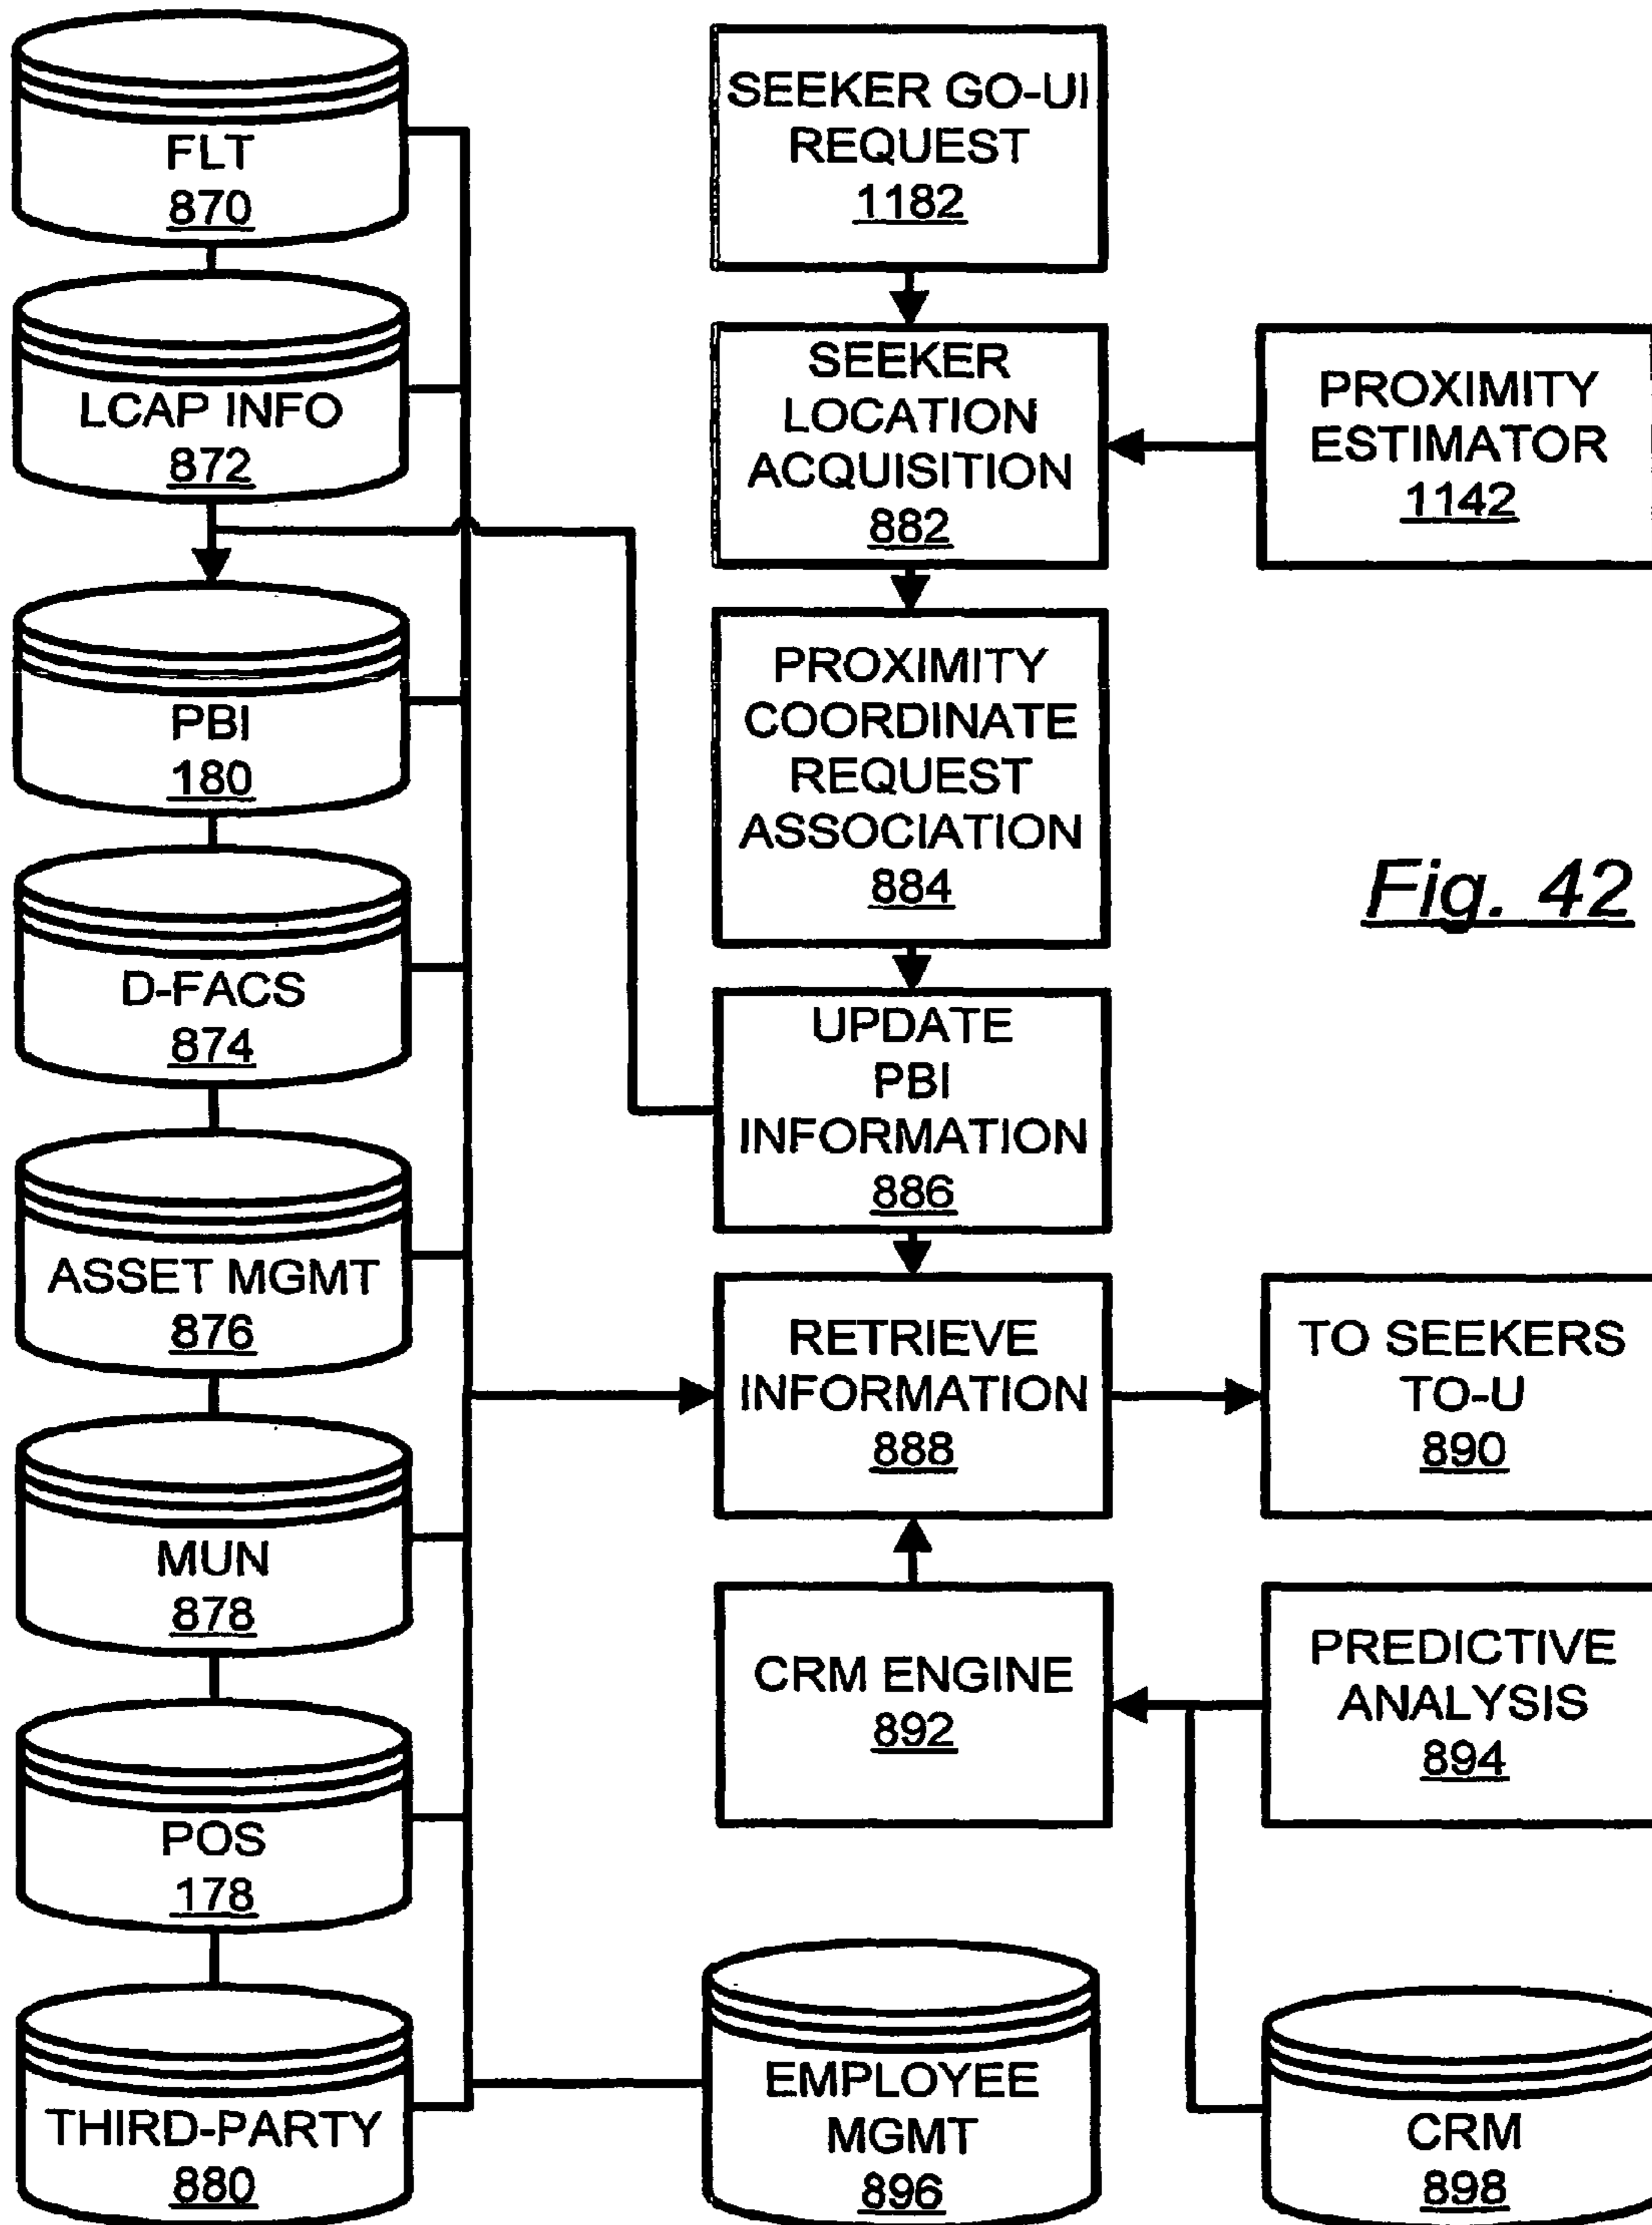 FLT
870
LCAP INFO
872
PBI
180
D-FACS
874
ASSET MGMT
876
MUN
878
POS
178
THIRD-PARTY
880
SEEKER GO-UI
REQUEST
1182
SEEKER
LOCATION
ACQUISITION
882
PROXIMITY
ESTIMATOR
1142
PROXIMITY
COORDINATE
REQUEST
ASSOCIATION
884
Fig. 42
UPDATE
PBI
INFORMATION
886
RETRIEVE
INFORMATION
888
TO SEEKERS
TO-U
890
CRM ENGINE
892
PREDICTIVE
ANALYSIS
894
EMPLOYEE
MGMT
896
CRM
898